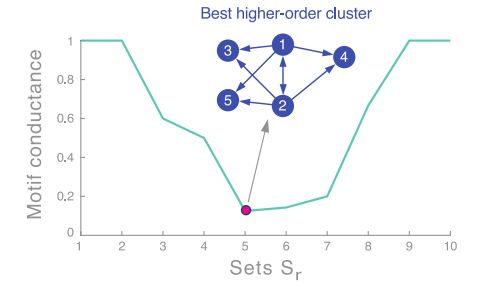 Best higher-order cluster
3
1
4
5
2
Motif conductance
1
0.8
0.6
0.4
0.2
0
1 2 3 4 5 6 7 8 9 10
Sets Sr